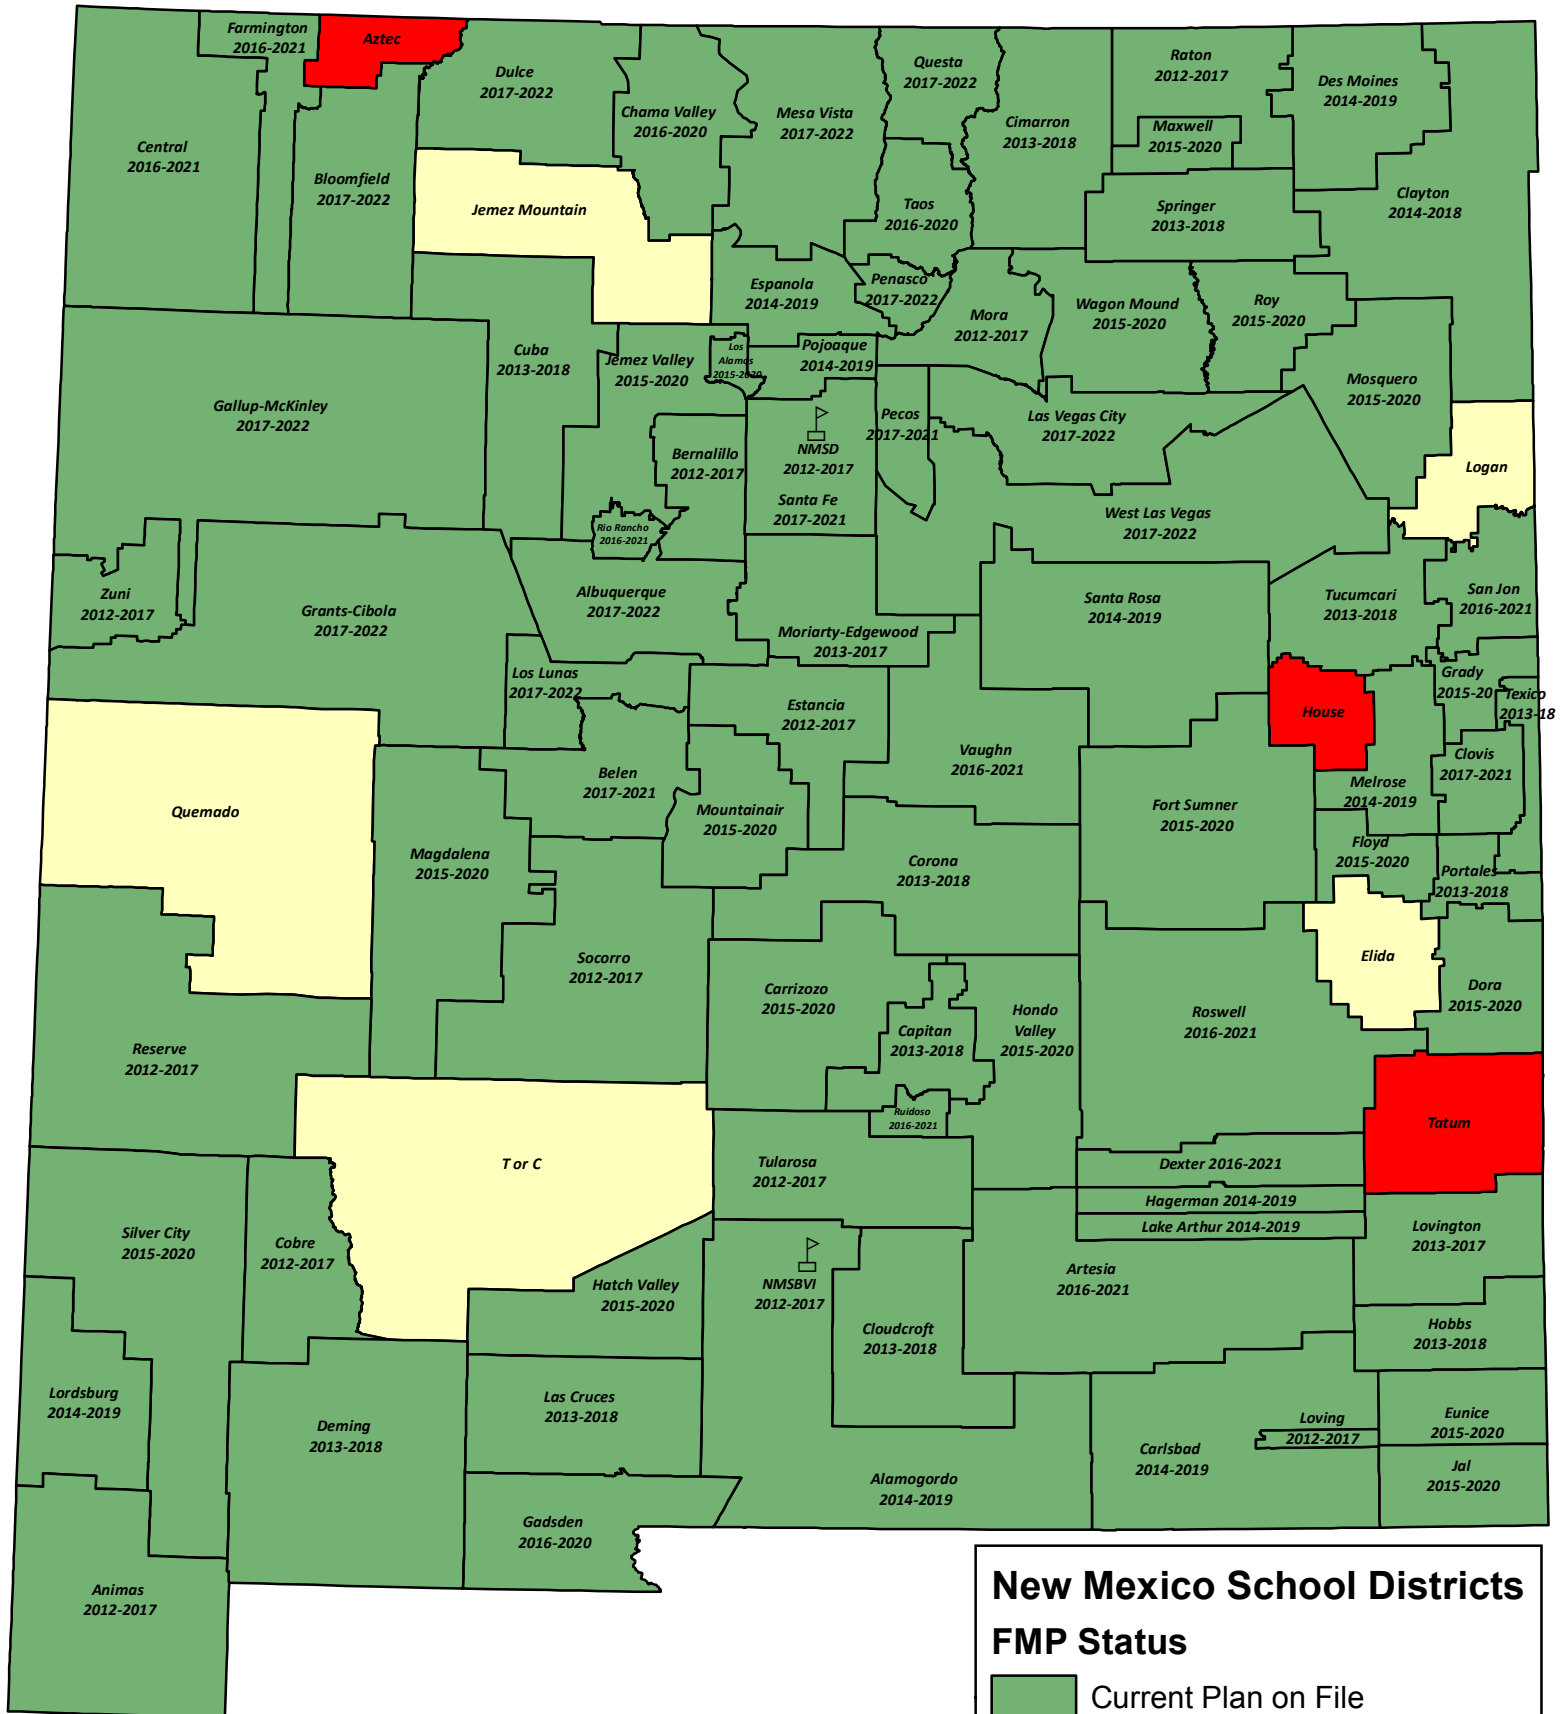 Farmington
2016-2021
Aztec
Dulce
2017-2022
Chama Valley
2016-2020
Mesa Vista
2017-2022
Questa
2017-2022
Cimarron
2013-2018
Raton
2012-2017
Maxwell
2015-2020
Des Moines
2014-2019
Central
2016-2021
Bloomfield
2017-2022
Jemez Mountain
Taos
2016-2020
Springer
2013-2018
Clayton
2014-2018
Espanola
2014-2019
Penasco
2017-2022
Mora
2012-2017
Wagon Mound
2015-2020
Roy
2015-2020
Cuba
2013-2018
Jemez Valley
2015-2020
Los
Alamos
2015-2020
Pojoaque
2014-2019
Mosquero
2015-2020
Gallup-McKinley
2017-2022
Bernalillo
2012-2017
NMSD
2012-2017
Santa Fe
2017-2021
Pecos
2017-2021
Las Vegas City
2017-2022
Logan
Rio Rancho
2016-2021
West Las Vegas
2017-2022
Zuni
2012-2017
Grants-Cibola
2017-2022
Albuquerque
2017-2022
Moriarty-Edgewood
2013-2017
Santa Rosa
2014-2019
Tucumcari
2013-2018
San Jon
2016-2021
Los Lunas
2017-2022
Estancia
2012-2017
House
Grady
2015-20
Texico
2013-18
Quemado
Belen
2017-2021
Mountainair
2015-2020
Vaughn
2016-2021
Fort Sumner
2015-2020
Melrose
2014-2019
Clovis
2017-2021
Magdalena
2015-2020
Corona
2013-2018
Floyd
2015-2020
Portales
2013-2018
Socorro
2012-2017
Carrizozo
2015-2020
Capitan
2013-2018
Hondo
Valley
2015-2020
Roswell
2016-2021
Elida
Dora
2015-2020
Reserve
2012-2017
Ruidoso
2016-2021
Tatum
T or C
Tularosa
2012-2017
Dexter 2016-2021
Hagerman 2014-2019
Lake Arthur 2014-2019
Silver City
2015-2020
Cobre
2012-2017
Hatch Valley
2015-2020
NMSBVI
2012-2017
Artesia
2016-2021
Lovington
2013-2017
Cloudcroft
2013-2018
Hobbs
2013-2018
Lordsburg
2014-2019
Deming
2013-2018
Las Cruces
2013-2018
Loving
2012-2017
Eunice
2015-2020
Carlsbad
2014-2019
Jal
2015-2020
Alamogordo
2014-2019
Gadsden
2016-2020
Animas
2012-2017
New Mexico School Districts
FMP Status
Current Plan on File